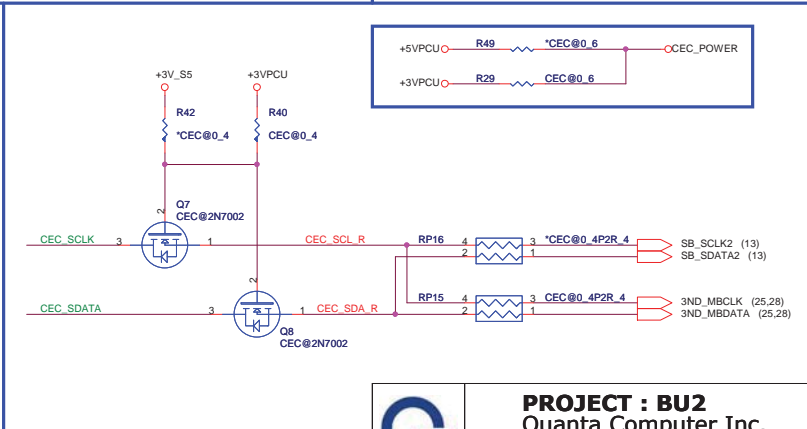 +5VPCU R49 *CEC@0_6 CEC_POWER
+3VPCU R29 CEC@0_6
+3V_S5 +3VPCU
R42 R40
*CEC@0_4 CEC@0_4
2 Q7
CEC@2N7002
CEC_SCLK 3 1 CEC_SCL_R RP16 4 3 *CEC@0_4P2R_4 SB_SCLK2 (13)
2 1 SB_SDATA2 (13)
2
CEC_SDATA 3 1 CEC_SDA_R RP15 4 3 CEC@0_4P2R_4 3ND_MBCLK (25,28)
2 1 3ND_MBDATA (25,28)
Q8
CEC@2N7002
PROJECT : BU2
Quanta Computer Inc.